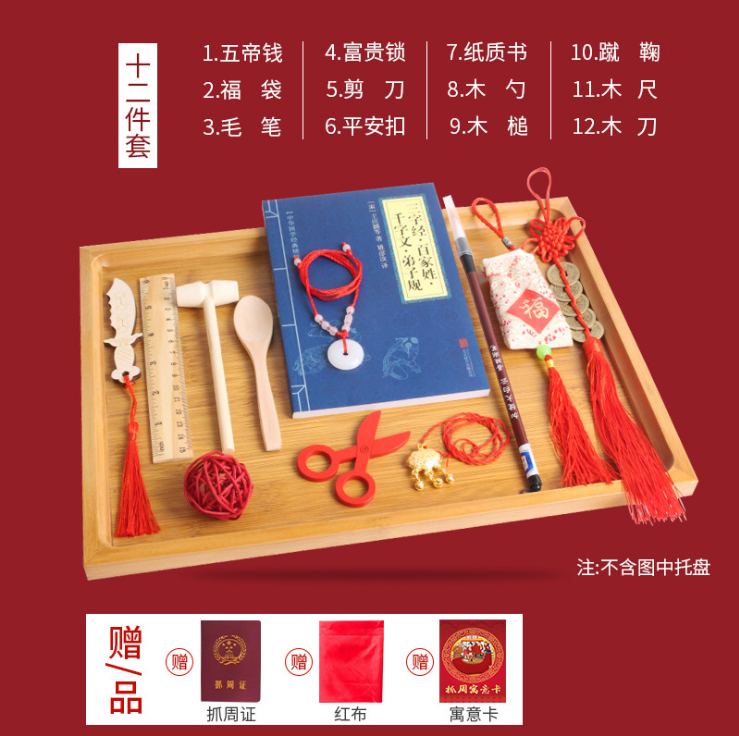 十二件套
1.五帝钱
2.福 袋
3.毛 笔
4.富贵锁
5.剪 刀
6.平安扣
7.纸质书
8.木 勺
9.木 槌
10.蹴 鞠
11.木 尺
12.木 刀
三字经·百家姓·
千字文·弟子规
福
注:不含图中托盘
赠/品
赠
抓周证
抓周证
赠
红布
赠
抓周寓意卡
寓意卡